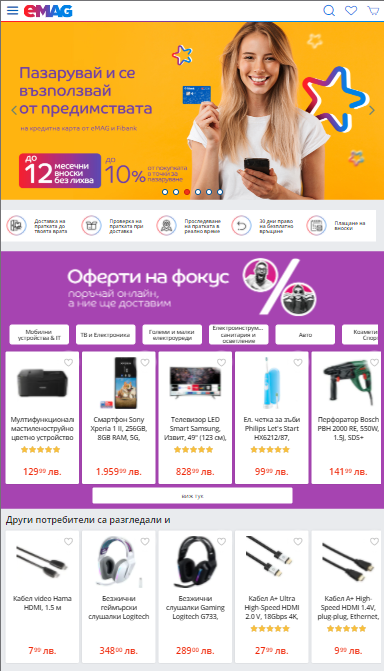 eMAG
Пазарувай и се
възползвай
от предимствата
на кредитна карта от eMAG и Fibank
до 12 месечни вноски без лихва
до 10% от покупката в точки за пазаруване
Доставка на
пратката до
твоята врата
Проверка на
пратката при
доставка
Проследяване
на пратката в
реално време
30 дни право
на безплатно
връщане
Плащане на
вноски
Оферти на фокус
поръчай онлайн,
а ние ще доставим
Мобилни
устройства & IT
ТВ и Електроника
Големи и малки
електроуреди
Електроинструм...
санитария и
осветление
Авто
Козмети
Спор
Мултифункционал
мастиленоструйно
цветно устройство
129⁹⁹ лв.
Смартфон Sony
Xperia 1 II, 256GB,
8GB RAM, 5G,
1.959⁹⁹ лв.
Телевизор LED
Smart Samsung,
Извит, 49" (123 см),
828⁹⁹ лв.
Ел. четка за зъби
Philips Let's Start
HX6212/87,
99⁹⁹ лв.
Перфоратор Bosch
PBH 2000 RE, 550W,
1.5J, SDS+
141⁹⁹ лв.
виж тук
Други потребители са разгледали и
Кабел video Hama
HDMI, 1.5 м
7⁹⁹ лв.
Безжични
геймърски
слушалки Logitech
348⁰⁰ лв.
Безжични
слушалки Gaming
Logitech G733,
289⁰⁰ лв.
Кабел A+ Ultra
High-Speed HDMI
2.0 V, 18Gbps 4K,
27⁹⁹ лв.
Кабел A+ High-
Speed HDMI 1.4V,
plug-plug, Ethernet,
9⁹⁹ лв.